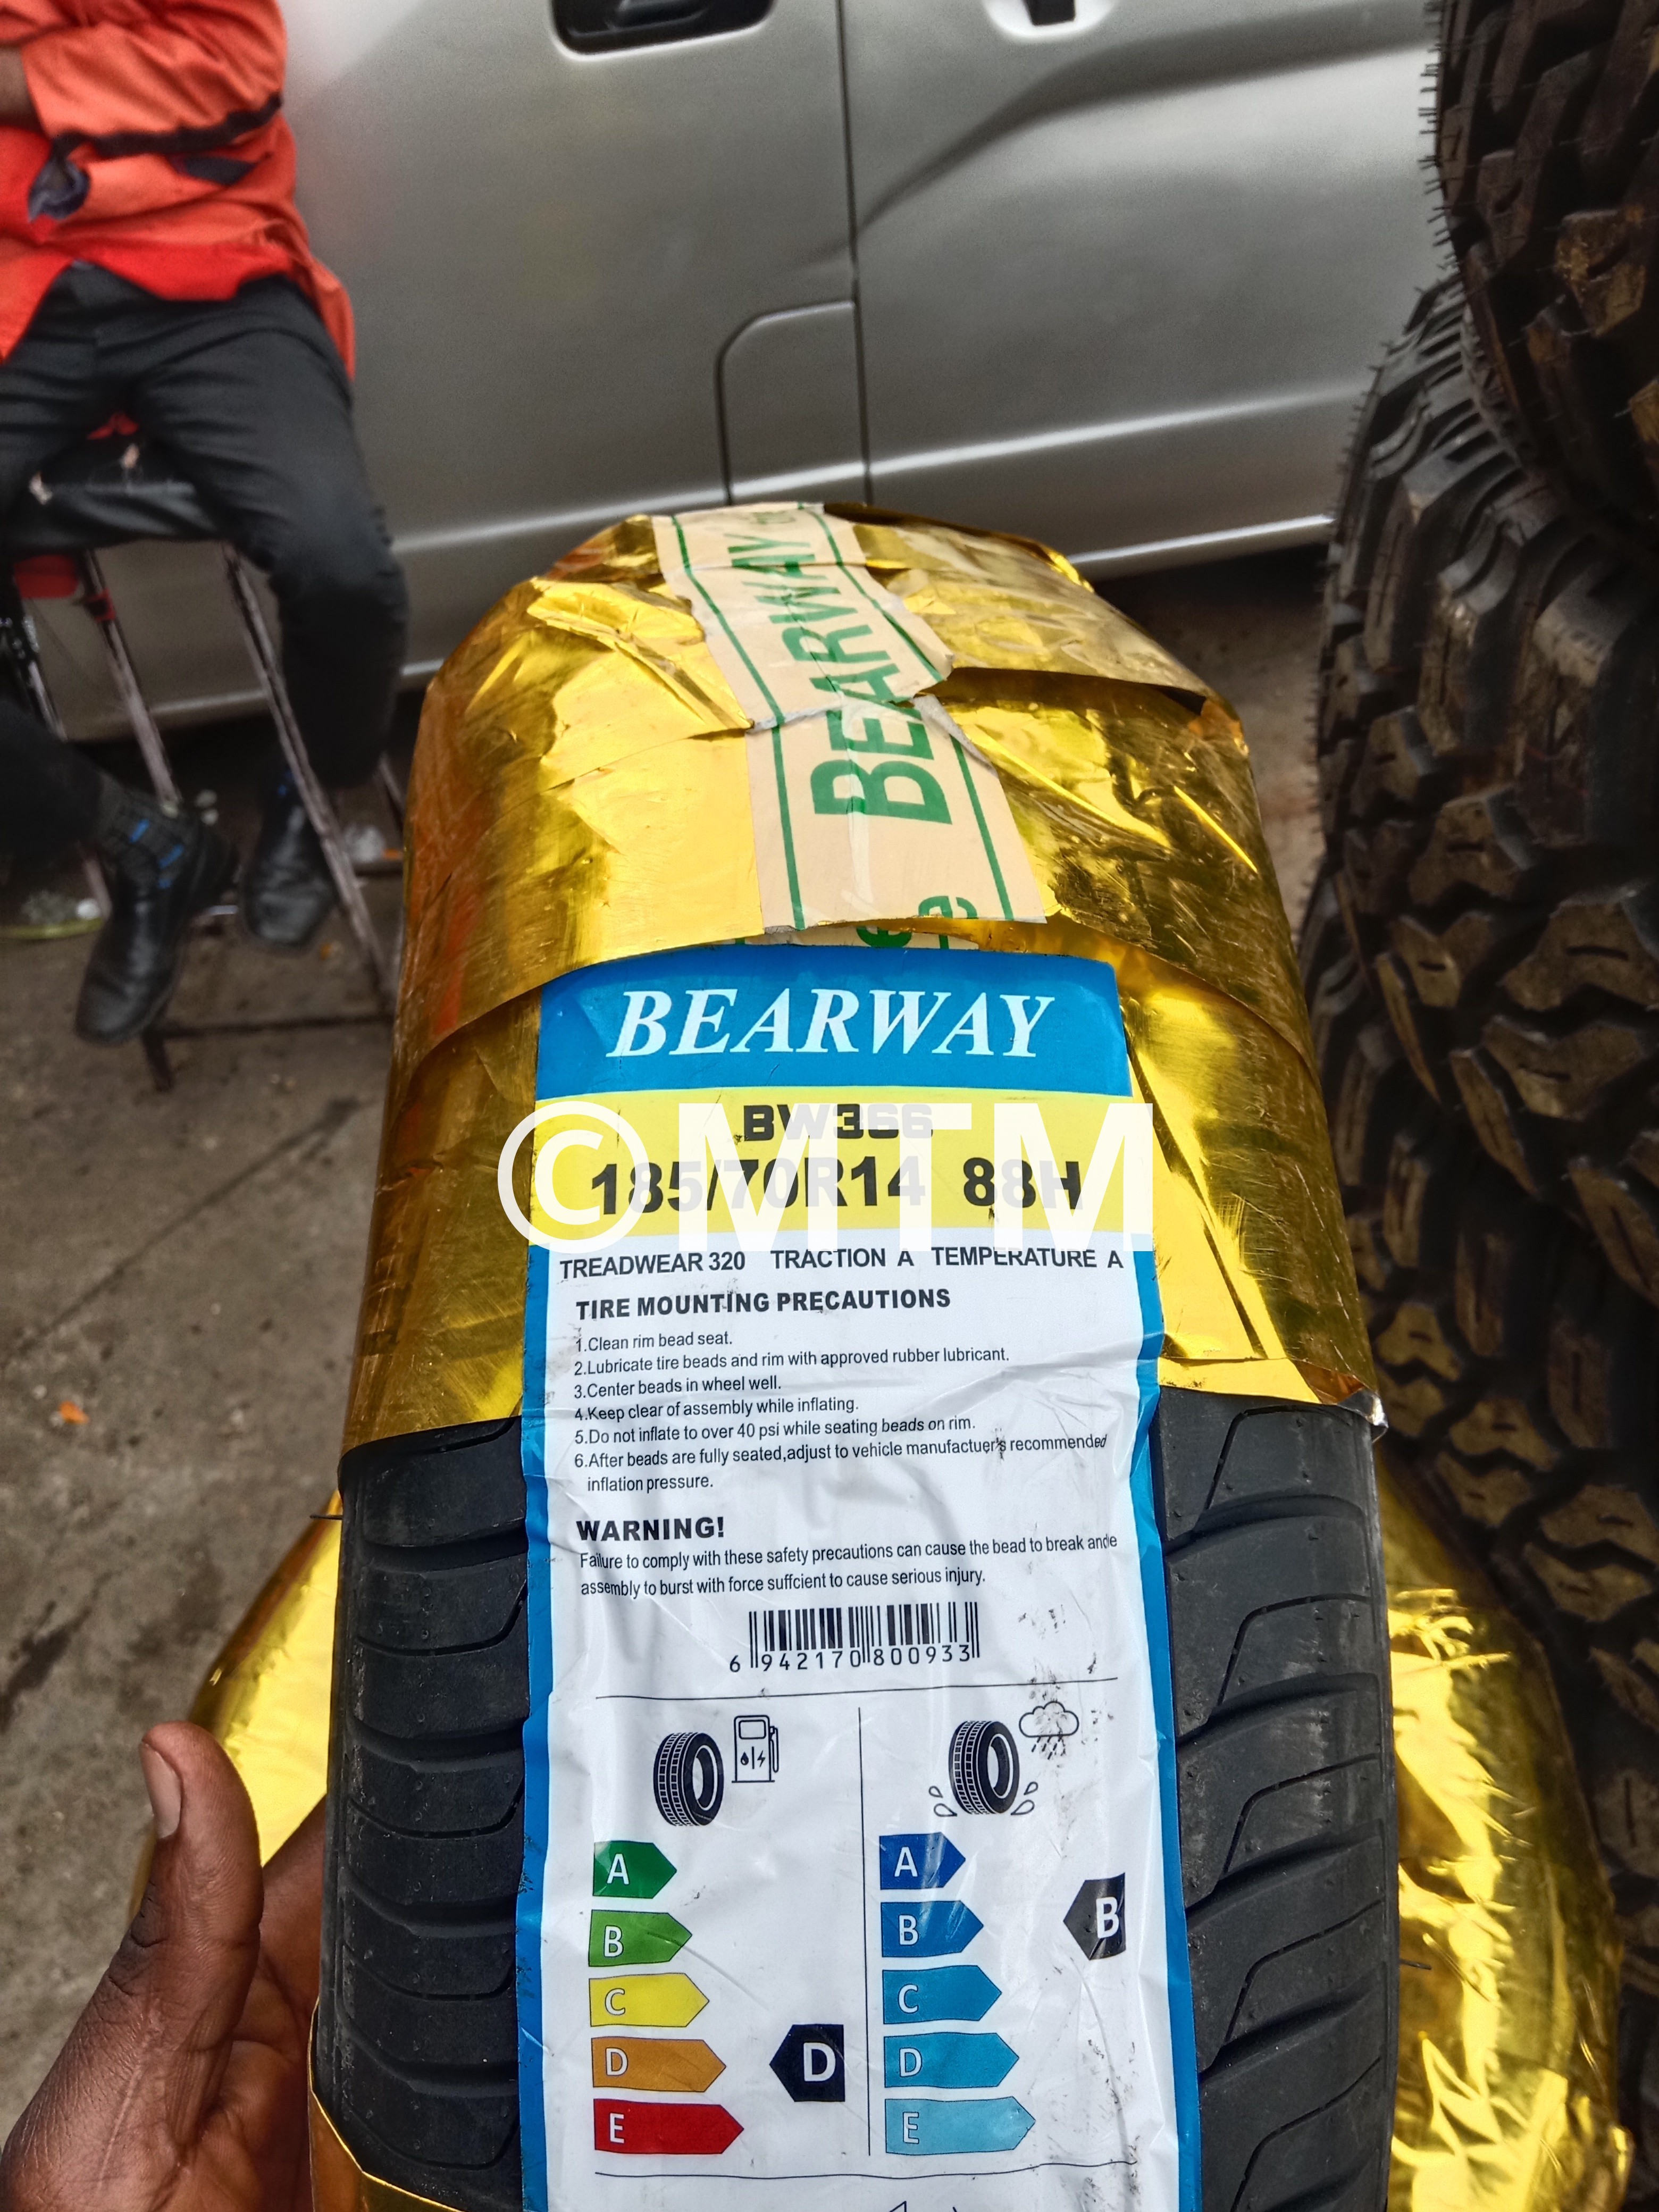 BEARWAY
BEARWAY
BW366
185/70R14 88H
©MTM
TREADWEAR 320 TRACTION A TEMPERATURE A
TIRE MOUNTING PRECAUTIONS
1.Clean rim bead seat.
2.Lubricate tire beads and rim with approved rubber lubricant.
3.Center beads in wheel well.
4.Keep clear of assembly while inflating.
5.Do not inflate to over 40 psi while seating beads on rim.
6.After beads are fully seated,adjust to vehicle manufactuer's recommended
inflation pressure.
WARNING!
Failure to comply with these safety precautions can cause the bead to break and
assembly to burst with force suffcient to cause serious injury.
6 942170 800933
A
B
C
D
E
D
A
B
C
D
E
B